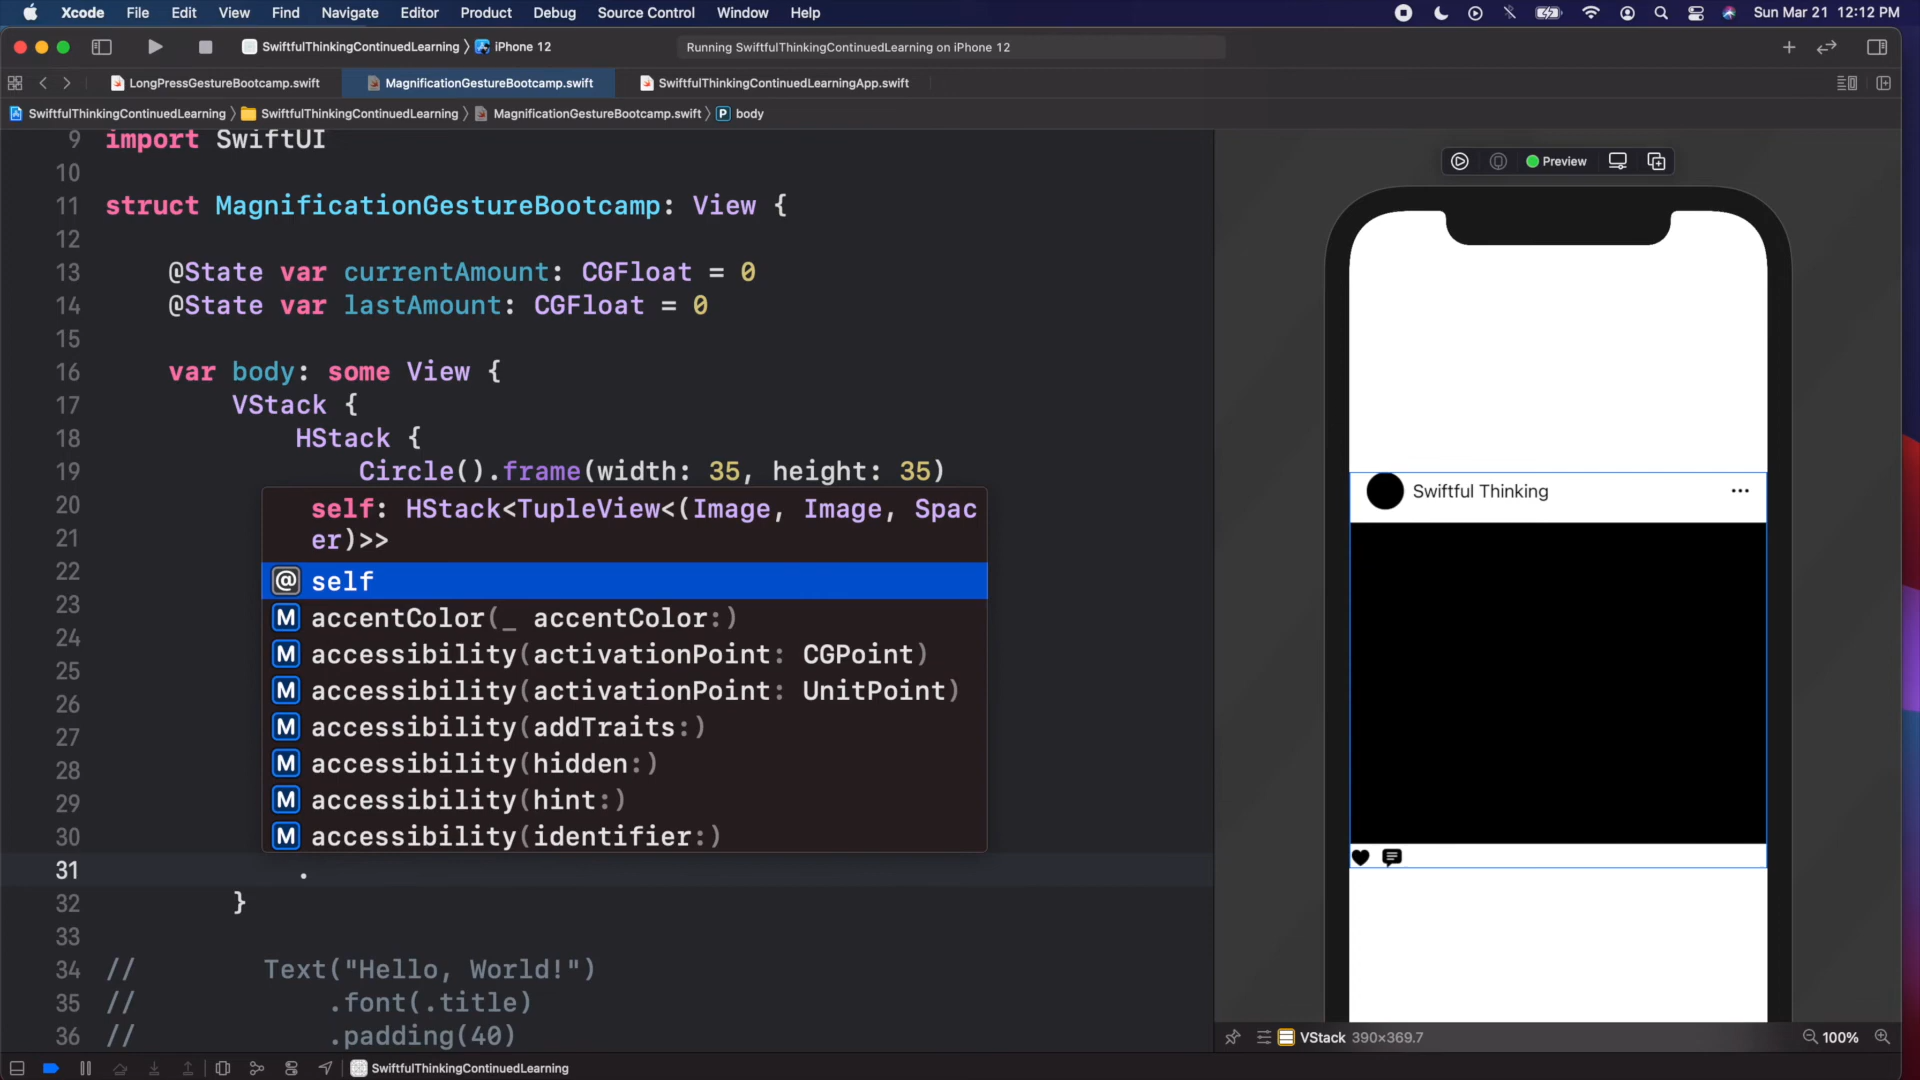 Xcode File Edit View Find Navigate Editor Product Debug Source Control Window Help Sun Mar 21 12:12 PM
SwiftfulThinkingContinuedLearning iPhone 12 Running SwiftfulThinkingContinuedLearning on iPhone 12
LongPressGestureBootcamp.swift MagnificationGestureBootcamp.swift SwiftfulThinkingContinuedLearningApp.swift
SwiftfulThinkingContinuedLearning SwiftfulThinkingContinuedLearning MagnificationGestureBootcamp.swift P body
9 import SwiftUI
10
11 struct MagnificationGestureBootcamp: View {
12
13 @State var currentAmount: CGFloat = 0
14 @State var lastAmount: CGFloat = 0
15
16 var body: some View {
17 VStack {
18 HStack {
19 Circle().frame(width: 35, height: 35)
20
21
22
23
24
25
26
27
28
29
30
31 .
32 }
33
34 // Text("Hello, World!")
35 // .font(.title)
36 // .padding(40)
self: HStack<TupleView<(Image, Image, Spac
er)>>
@ self
M accentColor(_ accentColor:)
M accessibility(activationPoint: CGPoint)
M accessibility(activationPoint: UnitPoint)
M accessibility(addTraits:)
M accessibility(hidden:)
M accessibility(hint:)
M accessibility(identifier:)
Preview
Swiftful Thinking
VStack 390×369.7 100%
SwiftfulThinkingContinuedLearning